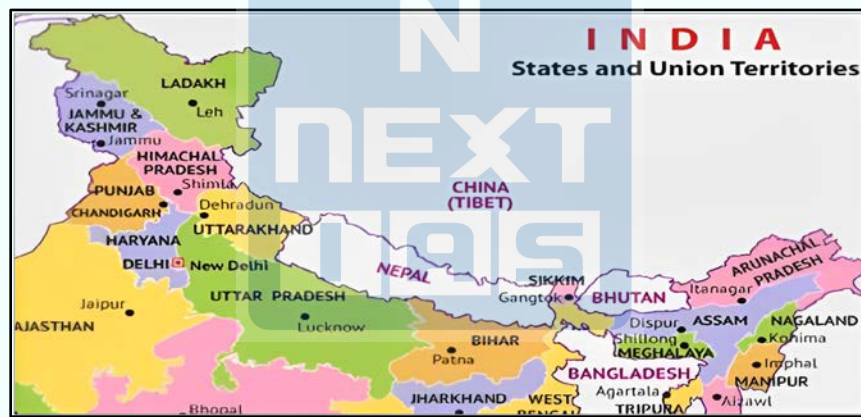 INDIA
States and Union Territories
N
NEXT
IAS
LADAKH
Srinagar
Leh
JAMMU &
KASHMIR
Jammu
HIMACHAL
PRADESH
Shimla
PUNJAB
CHANDIGARH
Dehradun
UTTARAKHAND
HARYANA
DELHI
New Delhi
CHINA
(TIBET)
NEPAL
SIKKIM
Gangtok
BHUTAN
ARUNACHAL
PRADESH
Itanagar
UTTAR PRADESH
Jaipur
AJASTHAN
Lucknow
BIHAR
Patna
Dispur
ASSAM
NAGALAND
Shillong
Kohima
MEGHALAYA
Imphal
BANGLADESH
MANIPUR
Agartala
Aizawl
TRIPURA
JHARKHAND
WEST
BENGAL
Bhopal